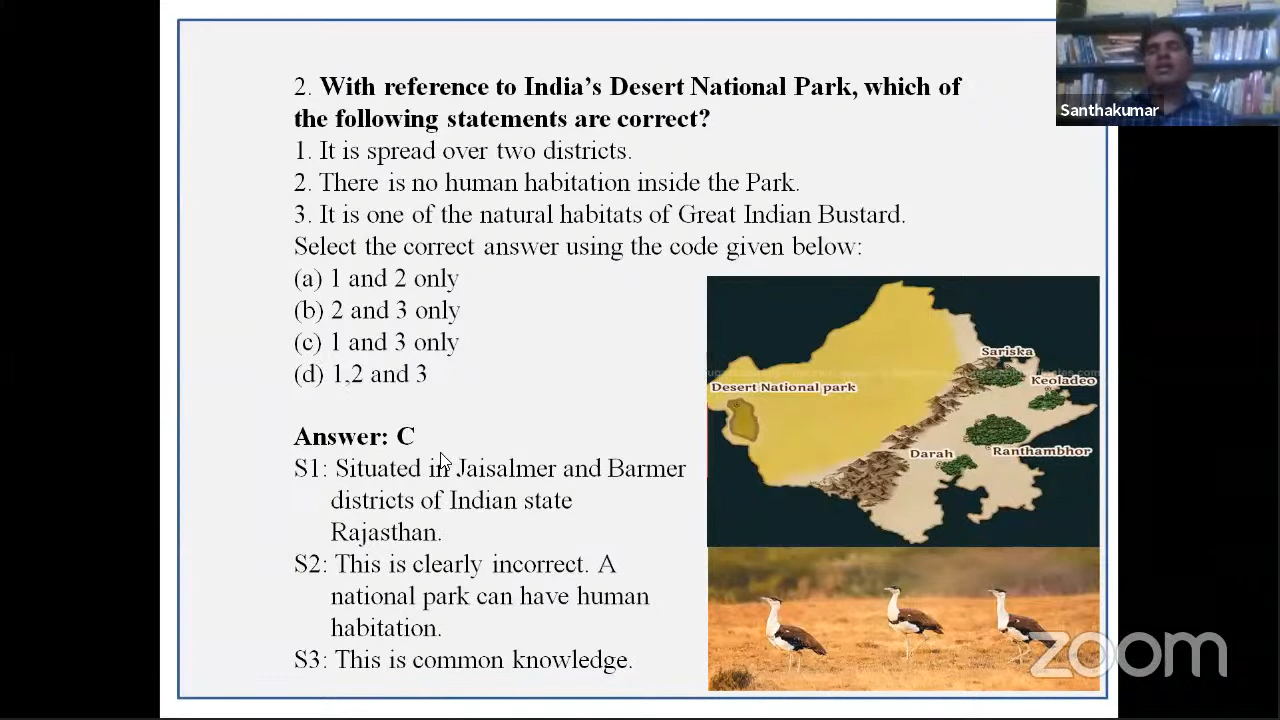 2. With reference to India's Desert National Park, which of
the following statements are correct?
1. It is spread over two districts.
2. There is no human habitation inside the Park.
3. It is one of the natural habitats of Great Indian Bustard.
Select the correct answer using the code given below:
(a) 1 and 2 only
(b) 2 and 3 only
(c) 1 and 3 only
(d) 1,2 and 3
Answer: C
S1: Situated in Jaisalmer and Barmer
districts of Indian state
Rajasthan.
S2: This is clearly incorrect. A
national park can have human
habitation.
S3: This is common knowledge.
Sariska
Keoladeo
Desert National park
Ranthambhor
Darah
Santhakumar
zoom